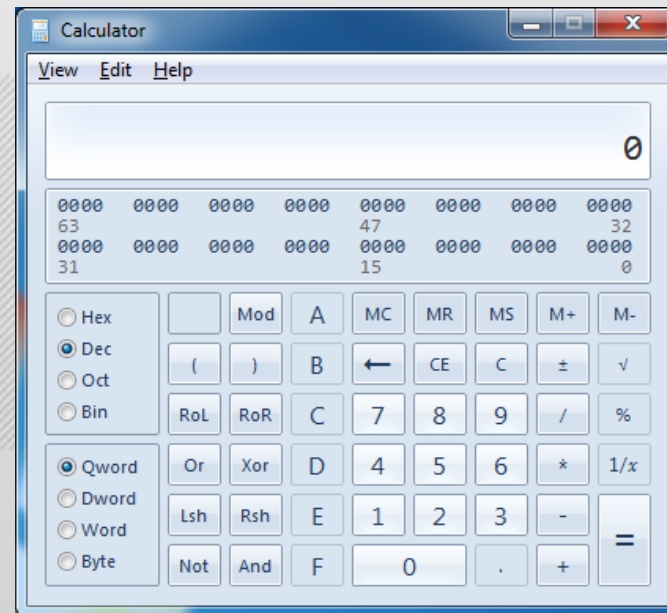 Calculator
View Edit Help
0
0000 0000 0000 0000 0000 0000 0000 0000
63 47 32
0000 0000 0000 0000 0000 0000 0000 0000
31 15 0
Hex Mod A MC MR MS M+ M-
Dec ( ) B ← CE C ± √
Oct
Bin RoL RoR C 7 8 9 / %
Qword Or Xor D 4 5 6 * 1/x
Dword
Word Lsh Rsh E 1 2 3 - =
Byte Not And F 0 . +